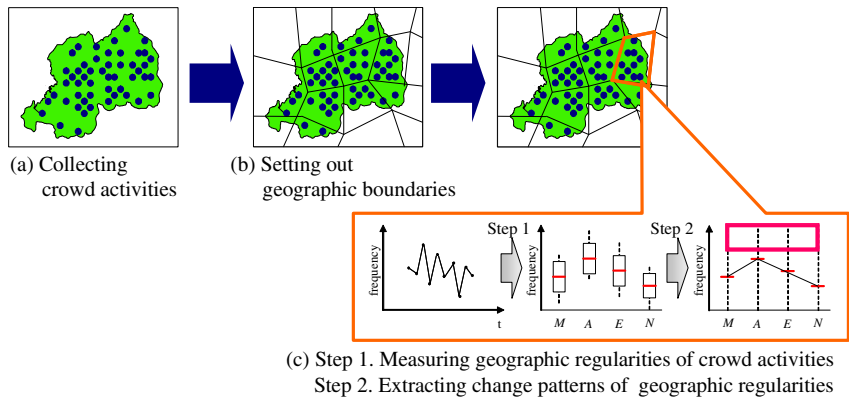 (a) Collecting
crowd activities
(b) Setting out
geographic boundaries
frequency
t
Step 1
frequency
M A E N
Step 2
frequency
M A E N
(c) Step 1. Measuring geographic regularities of crowd activities
Step 2. Extracting change patterns of geographic regularities